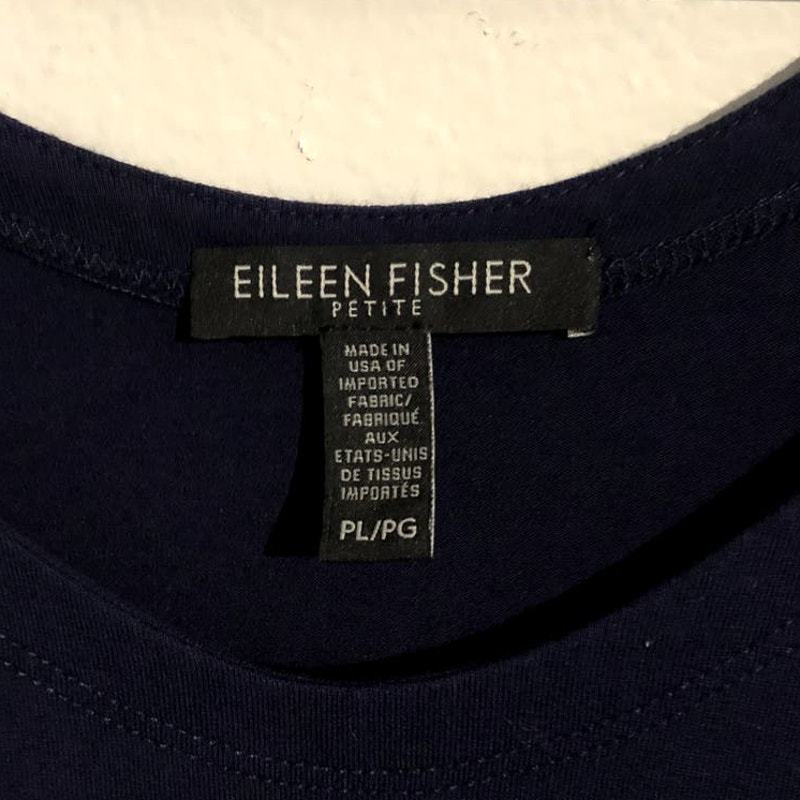 EILEEN FISHER
PETITE
MADE IN
USA OF
IMPORTED
FABRIC/
FABRIQUÉ
AUX
ETATS-UNIS
DE TISSUS
IMPORTÉS
PL/PG